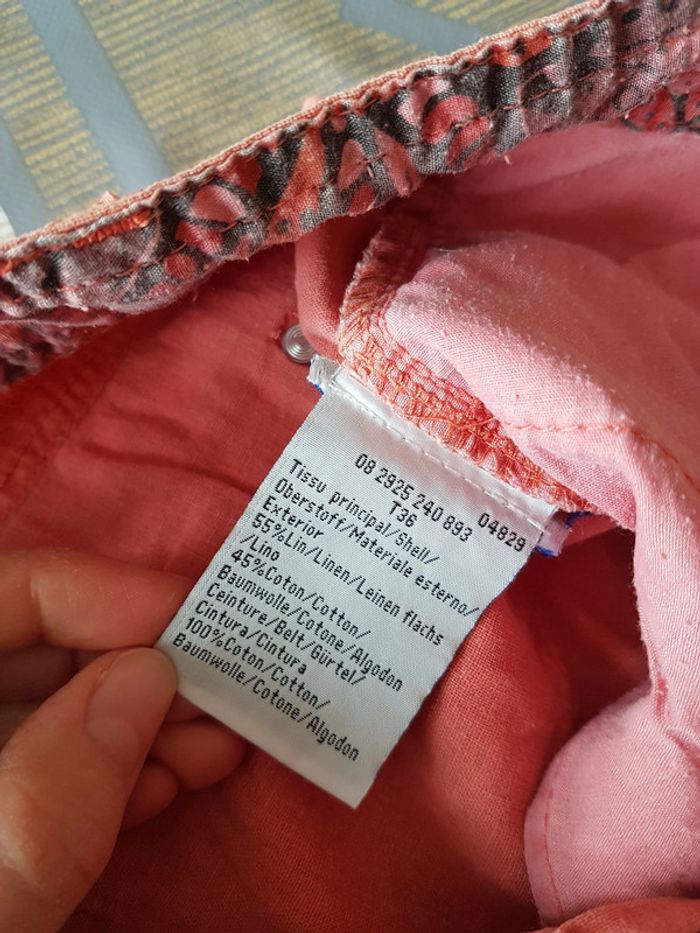 08 2925 240 893 04829
T36
Tissu principal/Shell/
Oberstoff/Materiale esterno/
Exterior
55%Lin/Linen/Leinen flachs
/Lino
45%Coton/Cotton/
Baumwolle/Cotone/Algodon
Ceinture/Belt/Gürtel/
Cintura/Cintura
100%Coton/Cotton/
Baumwolle/Cotone/Algodon